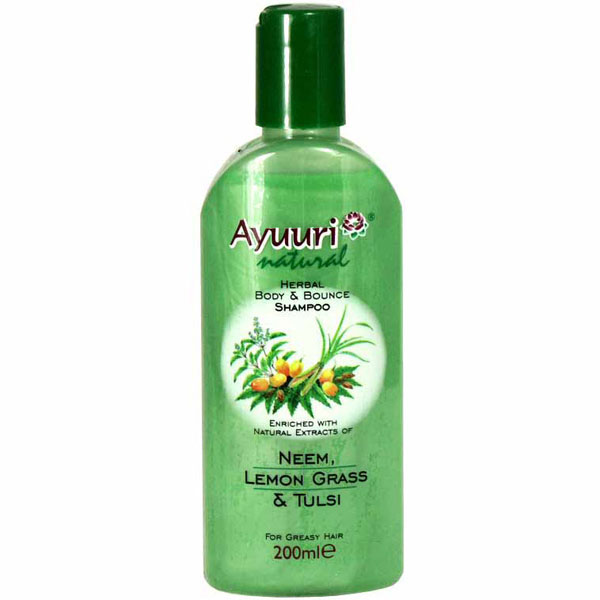 Ayuuri®
natural
Herbal
Body & Bounce
Shampoo
Enriched with
Natural Extracts of
Neem,
Lemon Grass
& Tulsi
For Greasy Hair
200ml℮